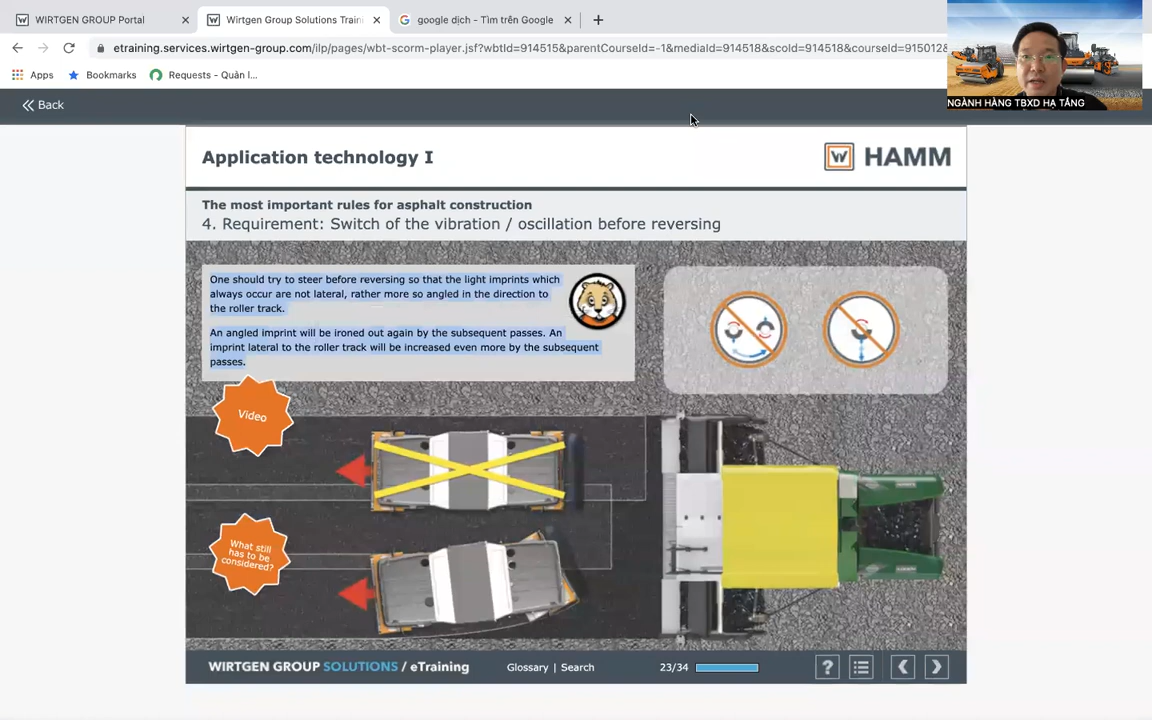 WIRTGEN GROUP Portal
Wirtgen Group Solutions Traini
google dịch - Tìm trên Google
etraining.services.wirtgen-group.com/ilp/pages/wbt-scorm-player.jsf?wbtId=914515&parentCourseId=-1&mediaId=914518&scoId=914518&courseId=915012&
Apps
Bookmarks
Requests - Quản l...
NGÀNH HÀNG TBXD HẠ TẦNG
Back
Application technology I
W HAMM
The most important rules for asphalt construction
4. Requirement: Switch of the vibration / oscillation before reversing
One should try to steer before reversing so that the light imprints which
always occur are not lateral, rather more so angled in the direction to
the roller track.
An angled imprint will be ironed out again by the subsequent passes. An
imprint lateral to the roller track will be increased even more by the subsequent
passes.
Video
What still
has to be
considered?
WIRTGEN GROUP SOLUTIONS / eTraining
Glossary | Search
23/34
?